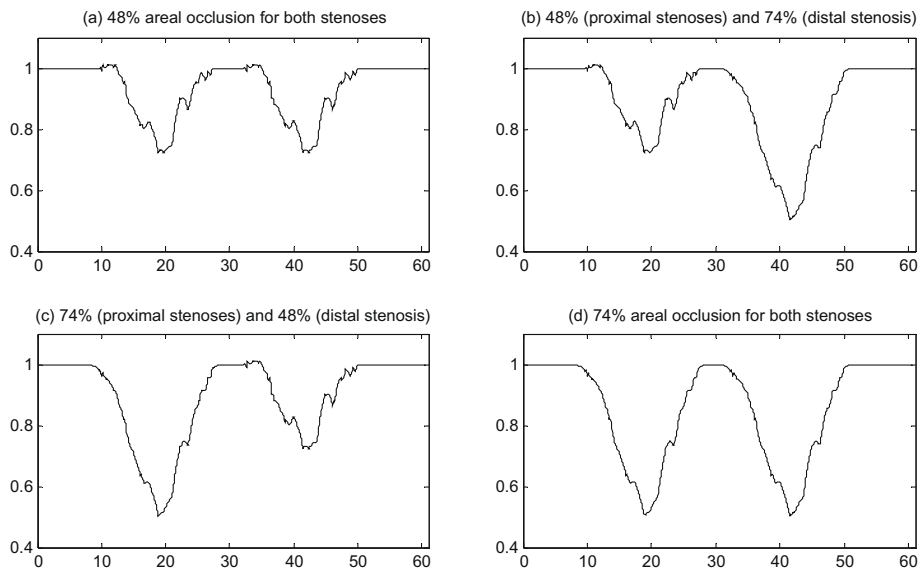 (a) 48% areal occlusion for both stenoses
1
0.8
0.6
0.4
0 10 20 30 40 50 60
(b) 48% (proximal stenoses) and 74% (distal stenosis)
1
0.8
0.6
0.4
0 10 20 30 40 50 60
(c) 74% (proximal stenoses) and 48% (distal stenosis)
1
0.8
0.6
0.4
0 10 20 30 40 50 60
(d) 74% areal occlusion for both stenoses
1
0.8
0.6
0.4
0 10 20 30 40 50 60